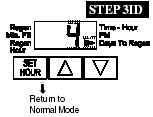 STEP 3ID
Regen
Time - Hour
Min. Fill
PM
Regen
Days To Regen
Hour
4
SET
HOUR
Return to
Normal Mode